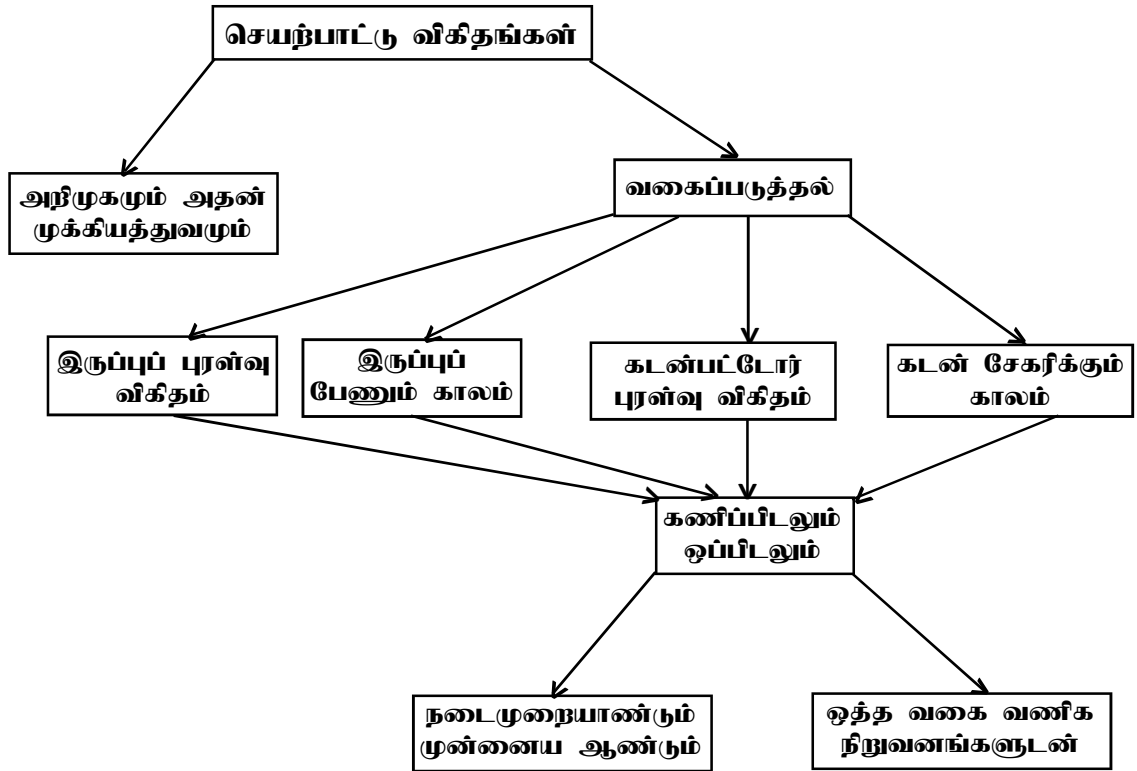 செயற்பாட்டு விகிதங்கள்
அறிமுகமும் அதன்
முக்கியத்துவமும்
வகைப்படுத்தல்
இருப்புப் புரள்வு
விகிதம்
இருப்புப்
பேணும் காலம்
கடன்பட்டோர்
புரள்வு விகிதம்
கடன் சேகரிக்கும்
காலம்
கணிப்பிடலும்
ஒப்பிடலும்
நடைமுறையாண்டும்
முன்னைய ஆண்டும்
ஒத்த வகை வணிக
நிறுவனங்களுடன்